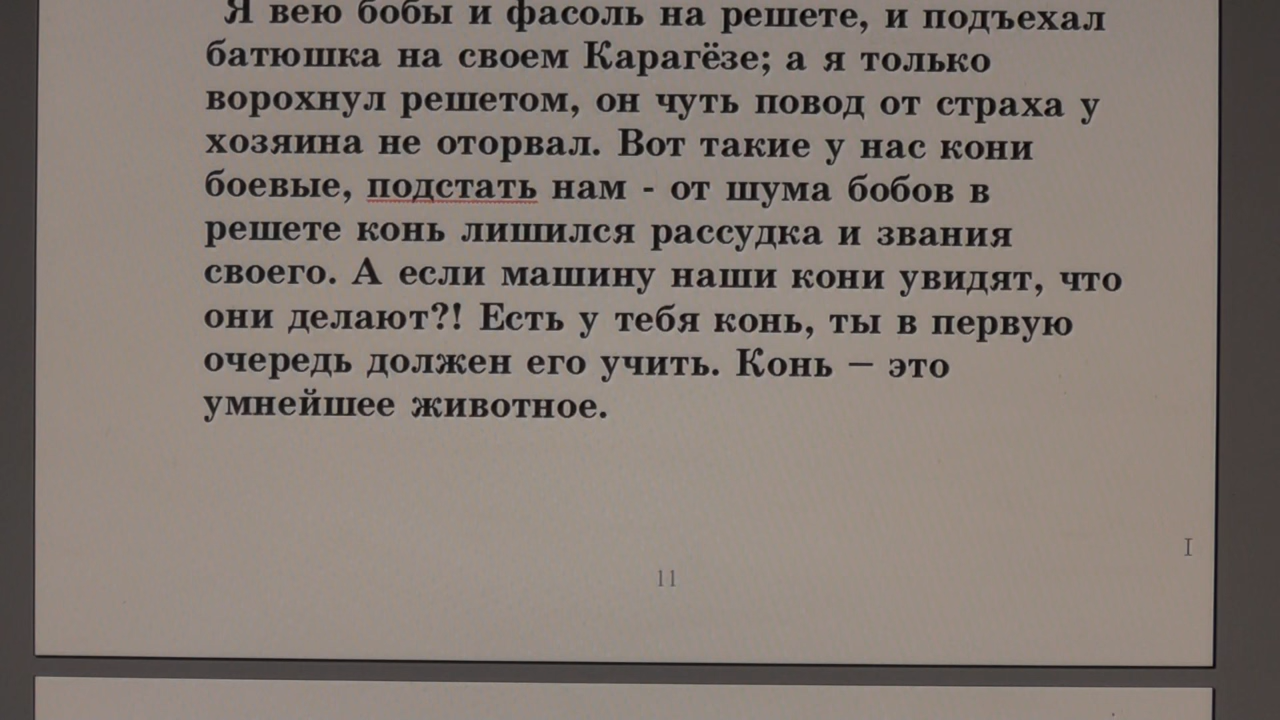 Я вею бобы и фасоль на решете, и подъехал
батюшка на своем Карагёзе; а я только
ворохнул решетом, он чуть повод от страха у
хозяина не оторвал. Вот такие у нас кони
боевые, подстать нам - от шума бобов в
решете конь лишился рассудка и звания
своего. А если машину наши кони увидят, что
они делают?! Есть у тебя конь, ты в первую
очередь должен его учить. Конь – это
умнейшее животное.
11